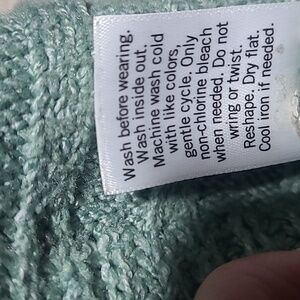 Wash before wearing.
Wash inside out.
Machine wash cold
with like colors,
gentle cycle. Only
non-chlorine bleach
when needed. Do not
wring or twist.
Reshape. Dry flat.
Cool iron if needed.